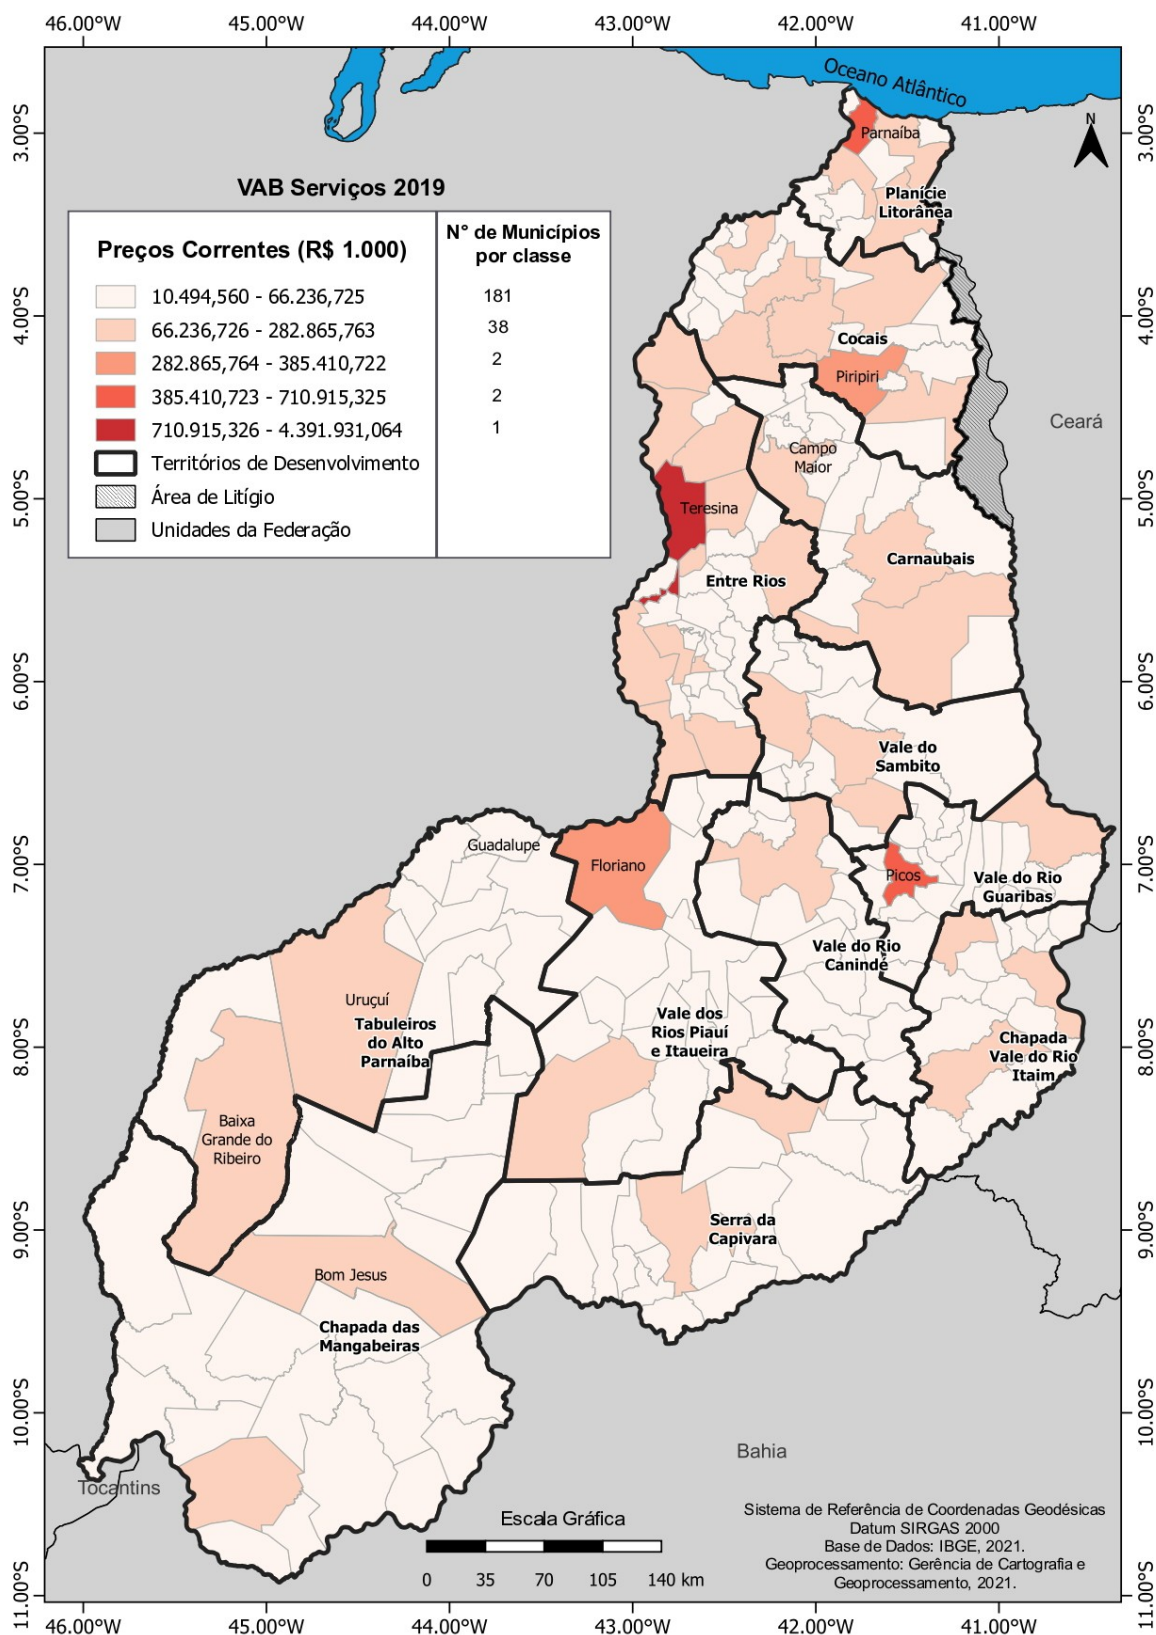 46.00°W 45.00°W 44.00°W 43.00°W 42.00°W 41.00°W
Oceano Atlântico
N
3.00°S
3.00°S
Parnaíba
Planície
Litorânea
VAB Serviços 2019
Preços Correntes (R$ 1.000)
N° de Municípios
por classe
10.494,560 - 66.236,725 181
66.236,726 - 282.865,763 38
282.865,764 - 385.410,722 2
385.410,723 - 710.915,325 2
710.915,326 - 4.391.931,064 1
Territórios de Desenvolvimento
Área de Litígio
Unidades da Federação
4.00°S
4.00°S
Cocais
Piripiri
Ceará
Campo
Maior
5.00°S
5.00°S
Teresina
Carnaubais
Entre Rios
6.00°S
6.00°S
Vale do
Sambito
Guadalupe
7.00°S
7.00°S
Floriano
Picos
Vale do Rio
Guaribas
Vale do Rio
Canindé
Uruçuí
Tabuleiros
do Alto
Parnaíba
Vale dos
Rios Piauí
e Itaueira
8.00°S
8.00°S
Chapada
Vale do Rio
Itaim
Baixa
Grande do
Ribeiro
9.00°S
9.00°S
Serra da
Capivara
Bom Jesus
Chapada das
Mangabeiras
10.00°S
10.00°S
Bahia
Tocantins
Escala Gráfica
0 35 70 105 140 km
Sistema de Referência de Coordenadas Geodésicas
Datum SIRGAS 2000
Base de Dados: IBGE, 2021.
Geoprocessamento: Gerência de Cartografia e
Geoprocessamento, 2021.
11.00°S
11.00°S
46.00°W 45.00°W 44.00°W 43.00°W 42.00°W 41.00°W